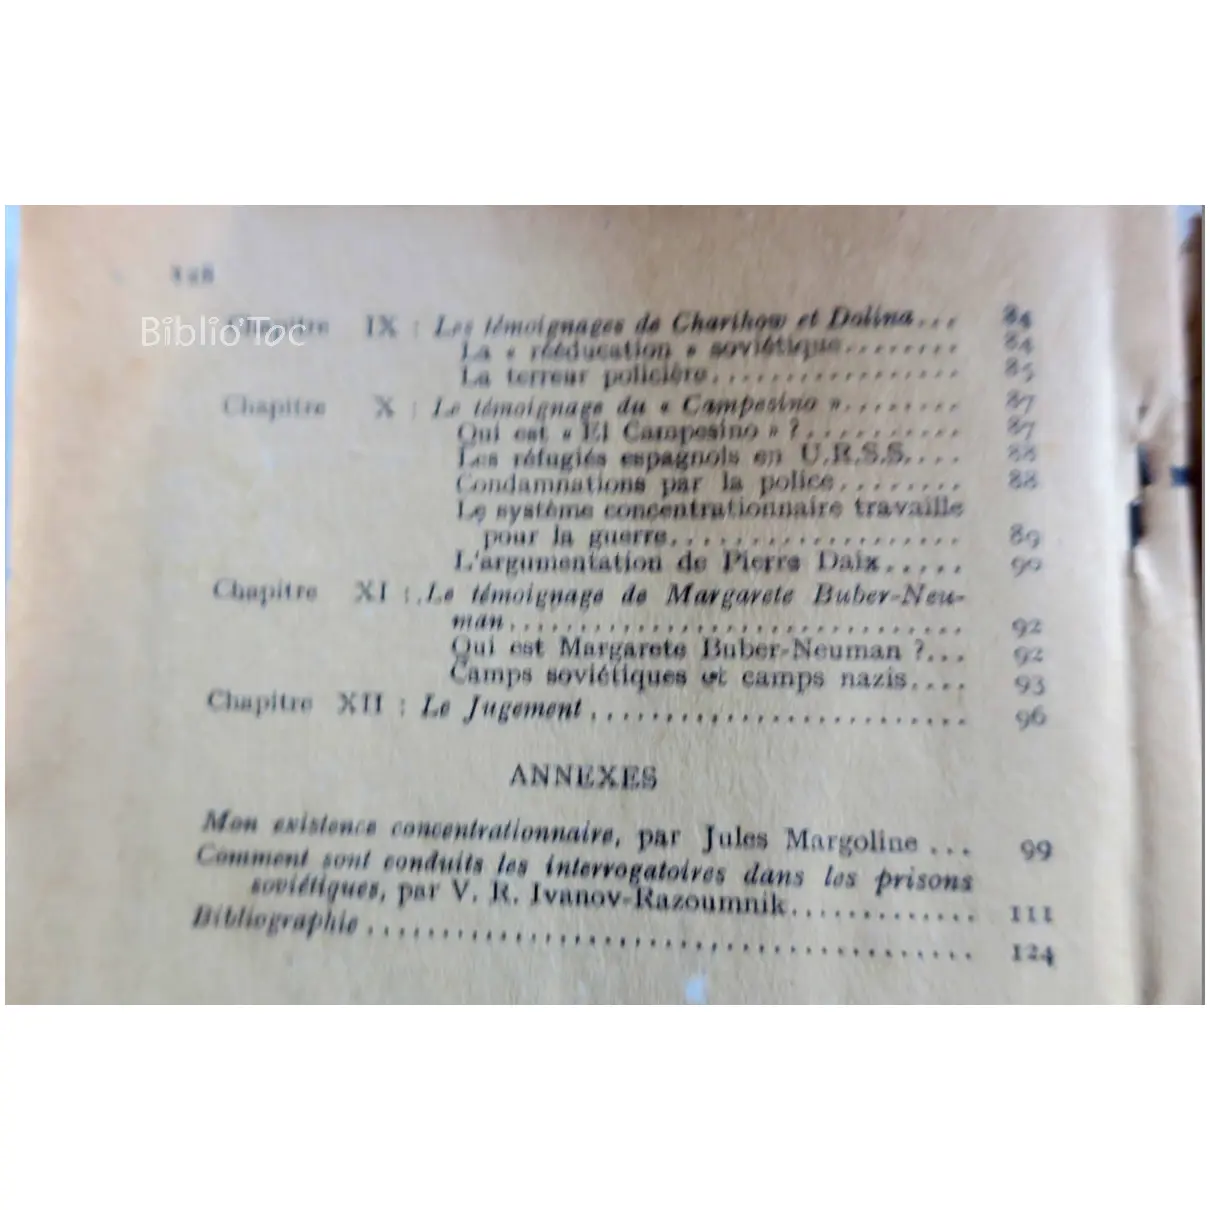 128
Biblio'Toc
Chapitre IX : Les témoignages de Charikow et Dolina... 84
La « rééducation » soviétique........ 84
La terreur policière................. 85
Chapitre X : Le témoignage du « Campesino »........ 87
Qui est « El Campesino » ?........... 87
Les réfugiés espagnols en U.R.S.S.... 88
Condamnations par la police........ 88
Le système concentrationnaire travaille
pour la guerre................... 89
L'argumentation de Pierre Daix..... 90
Chapitre XI : Le témoignage de Margarete Buber-Neu-
man................................ 92
Qui est Margarete Buber-Neuman ?... 92
Camps soviétiques et camps nazis.... 93
Chapitre XII : Le Jugement......................... 96
ANNEXES
Mon existence concentrationnaire, par Jules Margoline ... 99
Comment sont conduits les interrogatoires dans les prisons
soviétiques, par V. R. Ivanov-Razoumnik............. 111
Bibliographie.......................................... 124